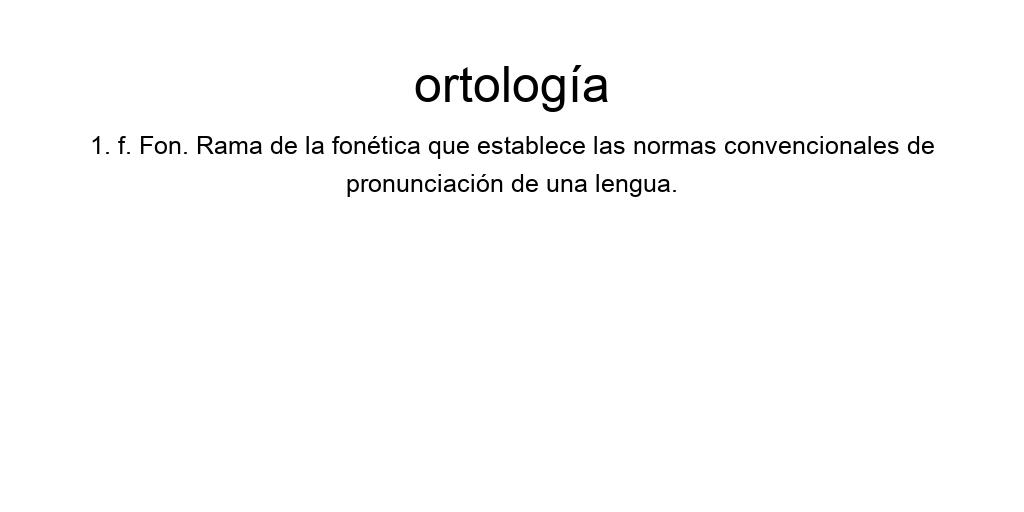 ortología
1. f. Fon. Rama de la fonética que establece las normas convencionales de
pronunciación de una lengua.